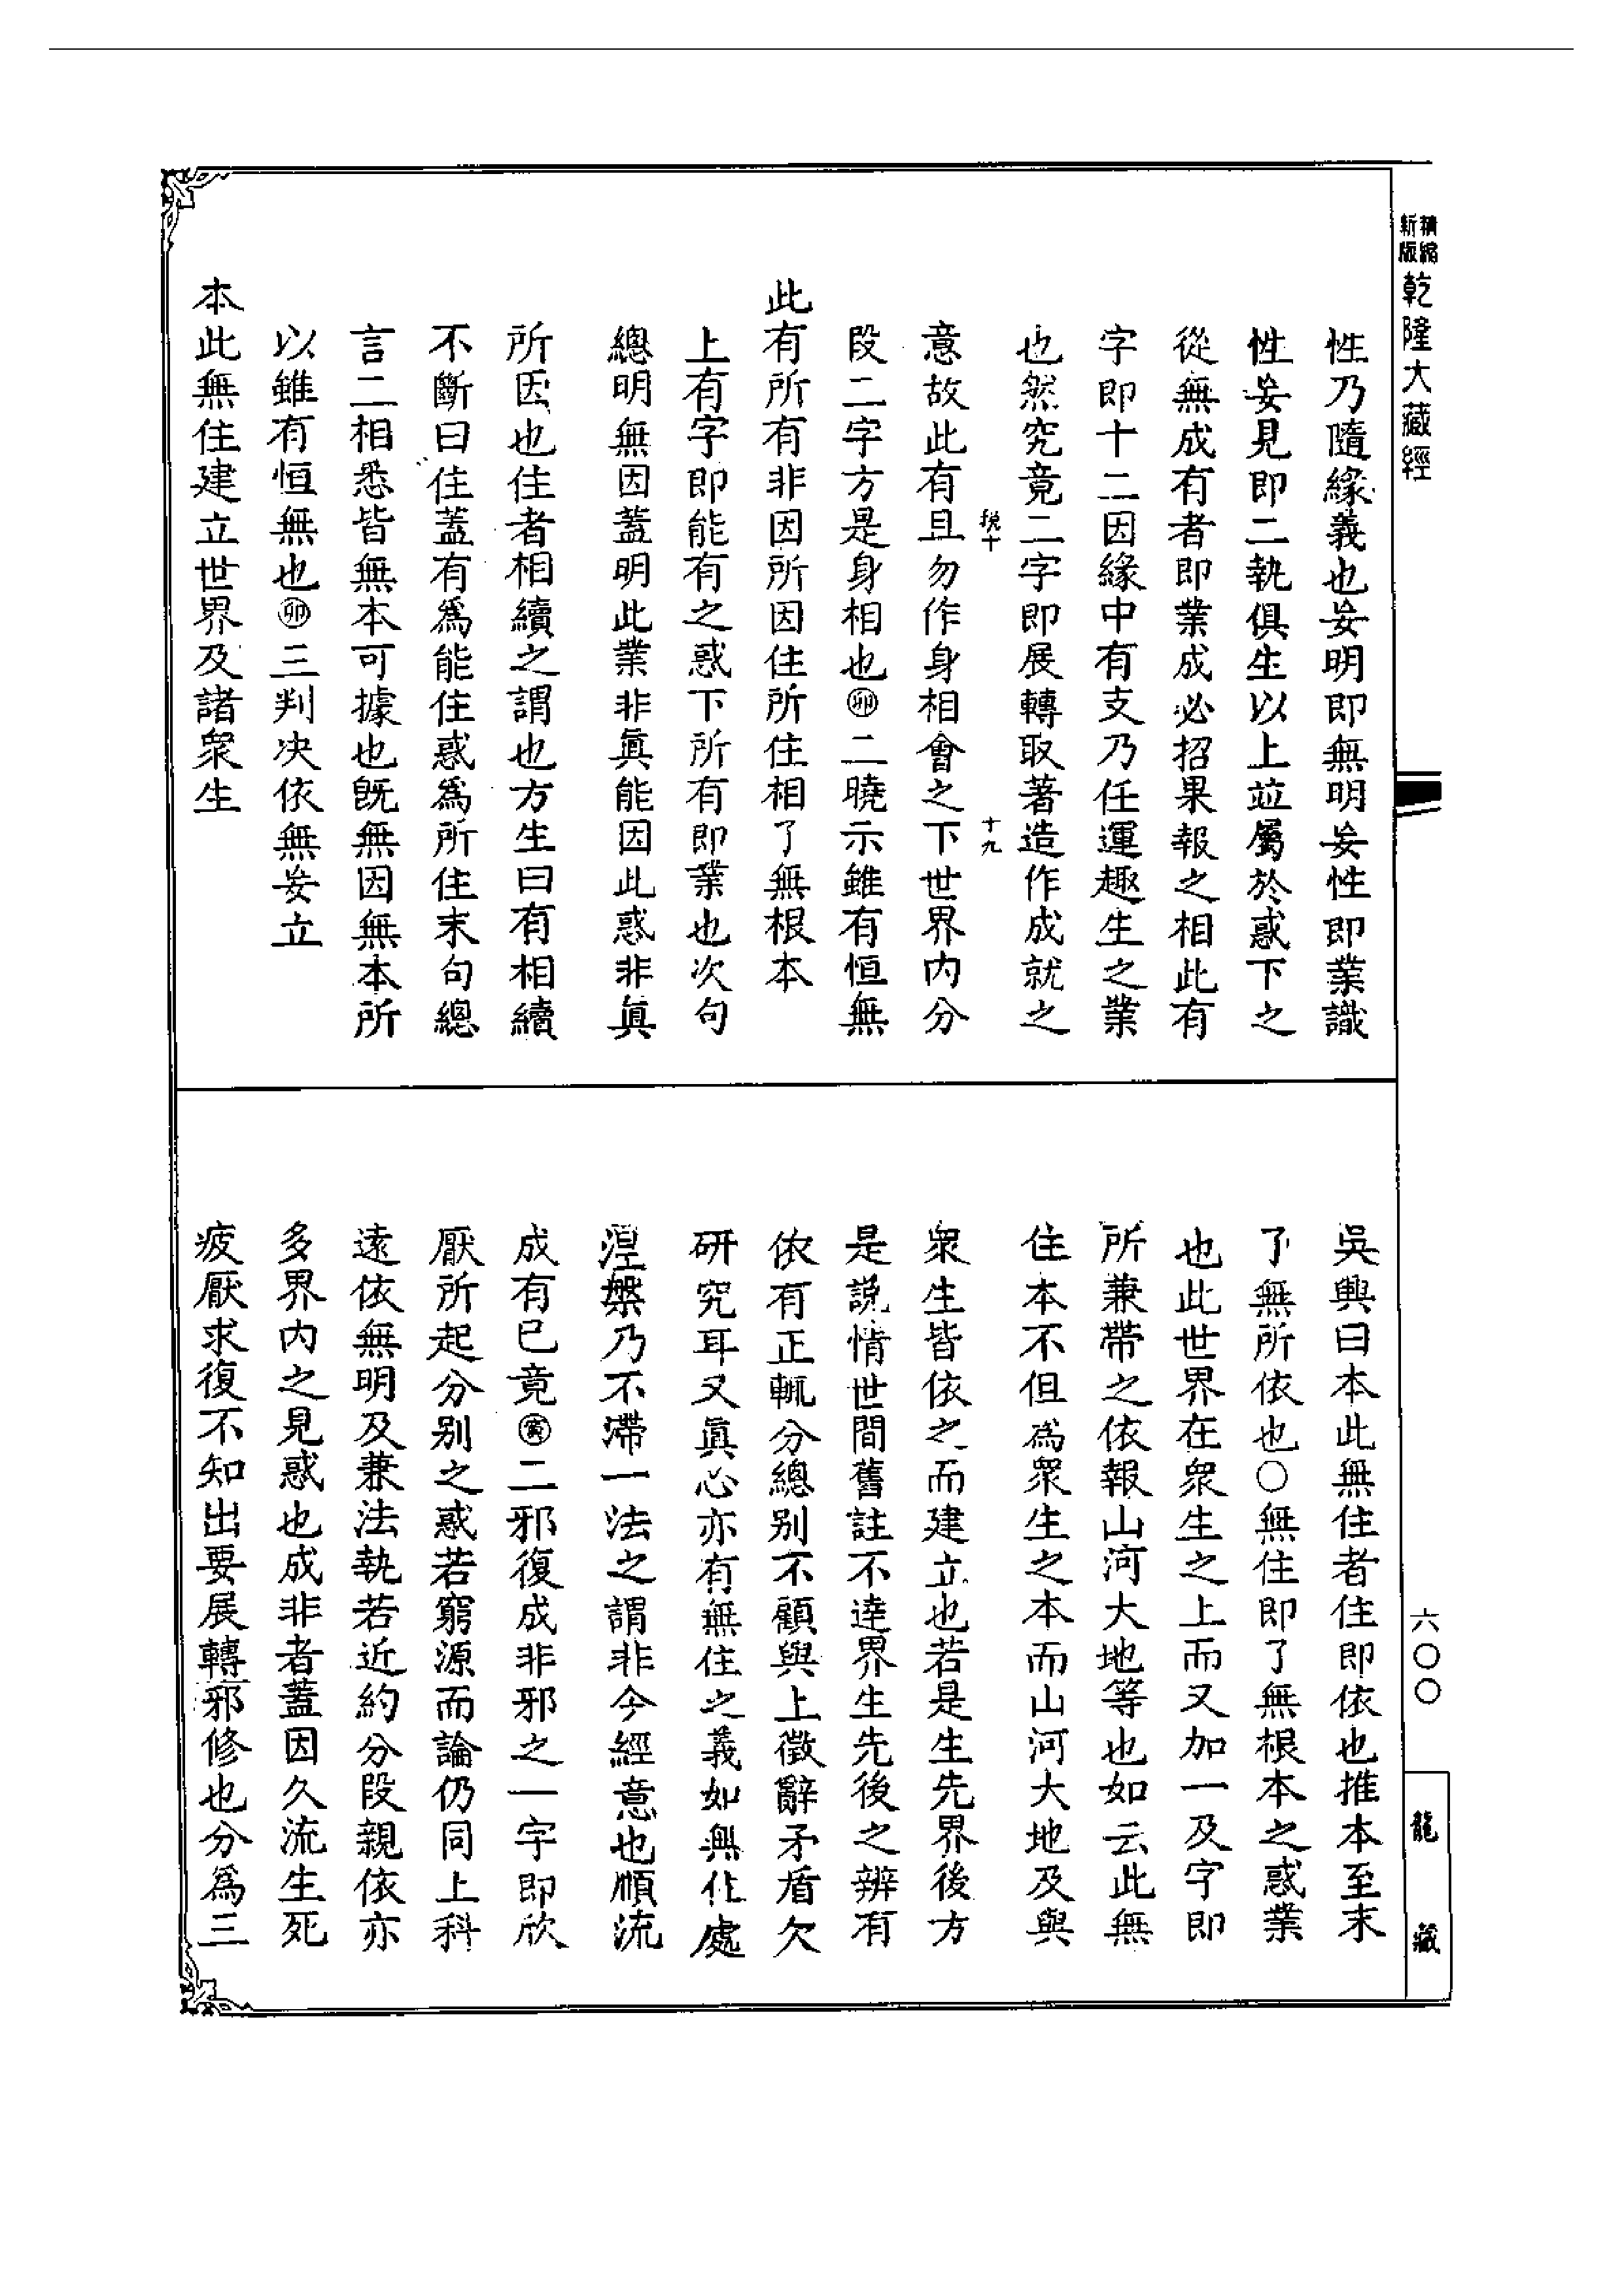 精縮新版乾隆大藏經
性乃隨緣義也妄明即無明妄性即業識
性妄見即二執俱生以上竝屬於惑下之
從無成有者即業成必招果報之相此有
字即十二因緣中有支乃任運趣生之業
也然究竟二字即展轉取著造作成就之
税十 十九
意故此有且勿作身相會之下世界內分
段二字方是身相也㊞二曉示雖有恒無
此有所有非因所因住所住相了無根本
上有字即能有之惑下所有即業也次句
總明無因蓋明此業非眞能因此惑非眞
所因也住者相續之謂也方生曰有相續
不斷曰住蓋有爲能住惑爲所住末句總
言二相悉皆無本可據也旣無因無本所
以雖有恒無也卯三判決依無妄立
本此無住建立世界及諸衆生
吳興曰本此無住者住即依也推本至末
了無所依也○無住即了無根本之惑業
也此世界在衆生之上而又加一及字即
所兼帶之依報山河大地等也如云此無
住本不但爲衆生之本而山河大地及與
衆生皆依之而建立也若是生先界後方
是說情世間舊註不達界生先後之辨有
依有正輒分總別不顧與上徵辭矛盾欠
研究耳又眞心亦有無住之義如無住處
涅槃乃不滯一法之謂非今經意也順流
成有已竟寅二邪復成非邪之一字即欣
厭所起分別之惑若窮源而論仍同上科
遠依無明及兼法執若近約分段親依亦
多界內之見惑也成非者蓋因久流生死
疲厭求復不知出要展轉邪修也分爲三
六〇〇
龍藏